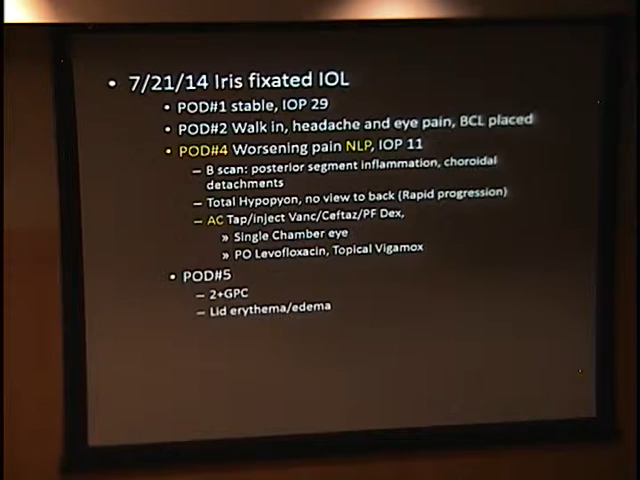 • 7/21/14 Iris fixated IOL
• POD#1 stable, IOP 29
• POD#2 Walk in, headache and eye pain, BCL placed
• POD#4 Worsening pain NLP, IOP 11
– B scan: posterior segment inflammation, choroidal
detachments
– Total Hypopyon, no view to back (Rapid progression)
– AC Tap/inject Vanc/Ceftaz/PF Dex,
» Single Chamber eye
» PO Levofloxacin, Topical Vigamox
• POD#5
– 2+GPC
– Lid erythema/edema